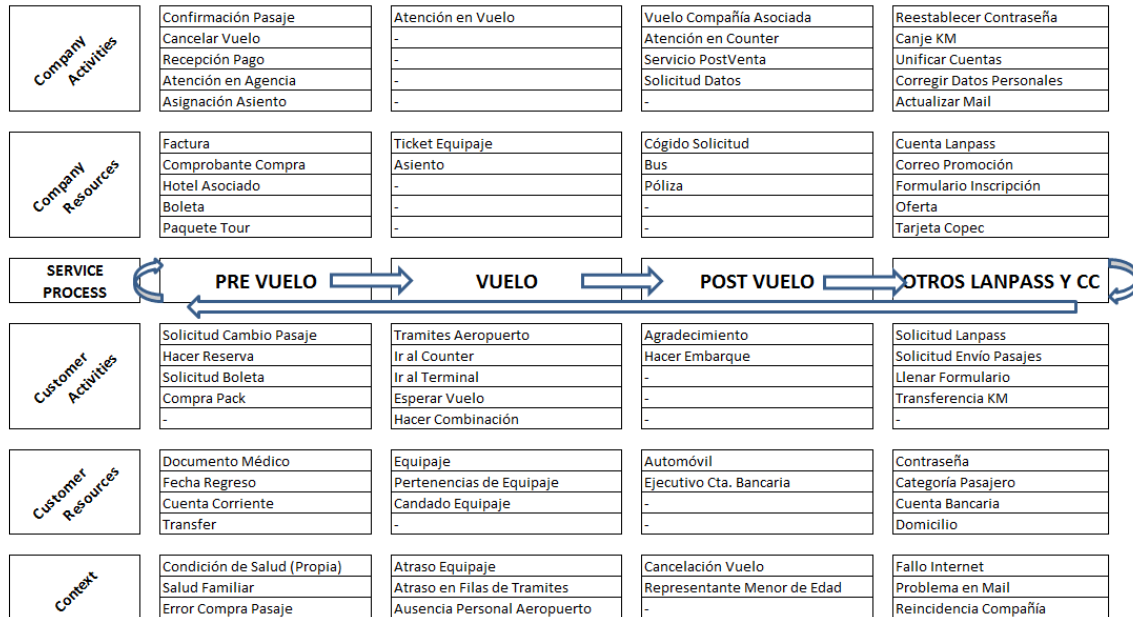 Company Activities
Confirmación Pasaje
Cancelar Vuelo
Recepción Pago
Atención en Agencia
Asignación Asiento
Atención en Vuelo
-
-
-
-
Vuelo Compañía Asociada
Atención en Counter
Servicio PostVenta
Solicitud Datos
-
Reestablecer Contraseña
Canje KM
Unificar Cuentas
Corregir Datos Personales
Actualizar Mail
Company Resources
Factura
Comprobante Compra
Hotel Asociado
Boleta
Paquete Tour
Ticket Equipaje
Asiento
-
-
-
Cógido Solicitud
Bus
Póliza
-
-
Cuenta Lanpass
Correo Promoción
Formulario Inscripción
Oferta
Tarjeta Copec
SERVICE
PROCESS
PRE VUELO
VUELO
POST VUELO
OTROS LANPASS Y CC
Customer Activities
Solicitud Cambio Pasaje
Hacer Reserva
Solicitud Boleta
Compra Pack
-
Tramites Aeropuerto
Ir al Counter
Ir al Terminal
Esperar Vuelo
Hacer Combinación
Agradecimiento
Hacer Embarque
-
-
-
Solicitud Lanpass
Solicitud Envío Pasajes
Llenar Formulario
Transferencia KM
-
Customer Resources
Documento Médico
Fecha Regreso
Cuenta Corriente
Transfer
Equipaje
Pertenencias de Equipaje
Candado Equipaje
-
Automóvil
Ejecutivo Cta. Bancaria
-
-
Contraseña
Categoría Pasajero
Cuenta Bancaria
Domicilio
Context
Condición de Salud (Propia)
Salud Familiar
Error Compra Pasaje
Atraso Equipaje
Atraso en Filas de Tramites
Ausencia Personal Aeropuerto
Cancelación Vuelo
Representante Menor de Edad
-
Fallo Internet
Problema en Mail
Reincidencia Compañía